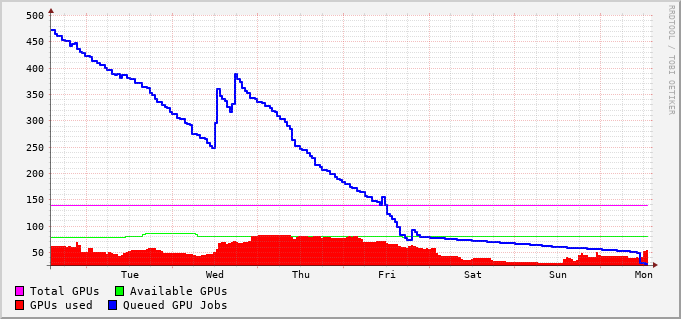 500
450
400
350
300
250
200
150
100
50
Tue Wed Thu Fri Sat Sun Mon
Total GPUs Available GPUs
GPUs used Queued GPU Jobs
RRDTOOL / TOBI OETIKER